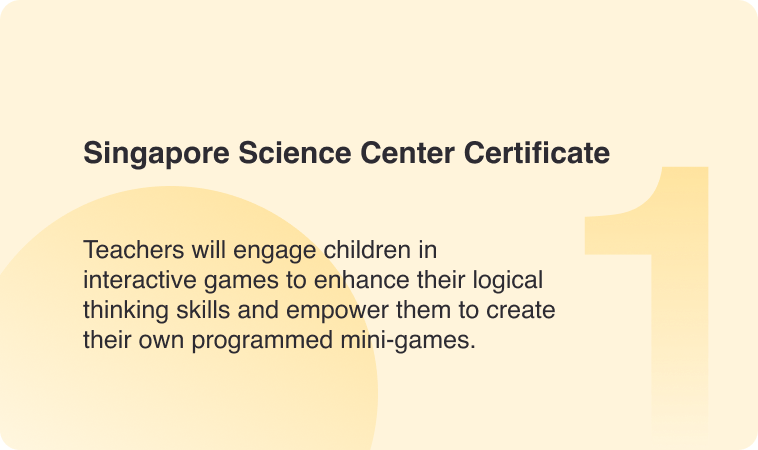 Singapore Science Center Certificate
1
Teachers will engage children in
interactive games to enhance their logical
thinking skills and empower them to create
their own programmed mini-games.